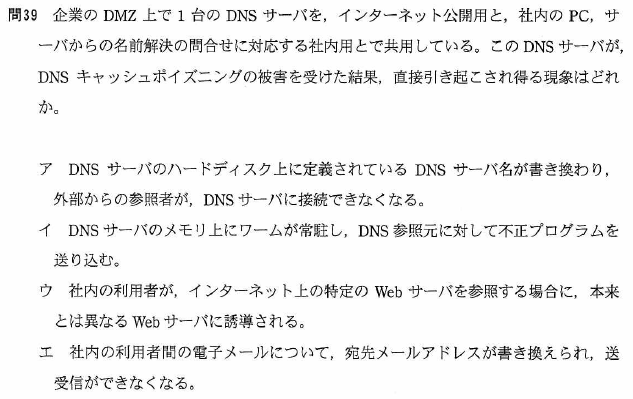 問39 企業の DMZ 上で 1 台の DNS サーバを，インターネット公開用と，社内の PC，サ
ーバからの名前解決の問合せに対応する社内用とで共用している。この DNS サーバが，
DNS キャッシュポイズニングの被害を受けた結果，直接引き起こされ得る現象はどれ
か。
ア DNS サーバのハードディスク上に定義されている DNS サーバ名が書き換わり，
外部からの参照者が，DNS サーバに接続できなくなる。
イ DNS サーバのメモリ上にワームが常駐し，DNS 参照元に対して不正プログラムを
送り込む。
ウ 社内の利用者が，インターネット上の特定の Web サーバを参照する場合に，本来
とは異なる Web サーバに誘導される。
エ 社内の利用者間の電子メールについて，宛先メールアドレスが書き換えられ，送
受信ができなくなる。